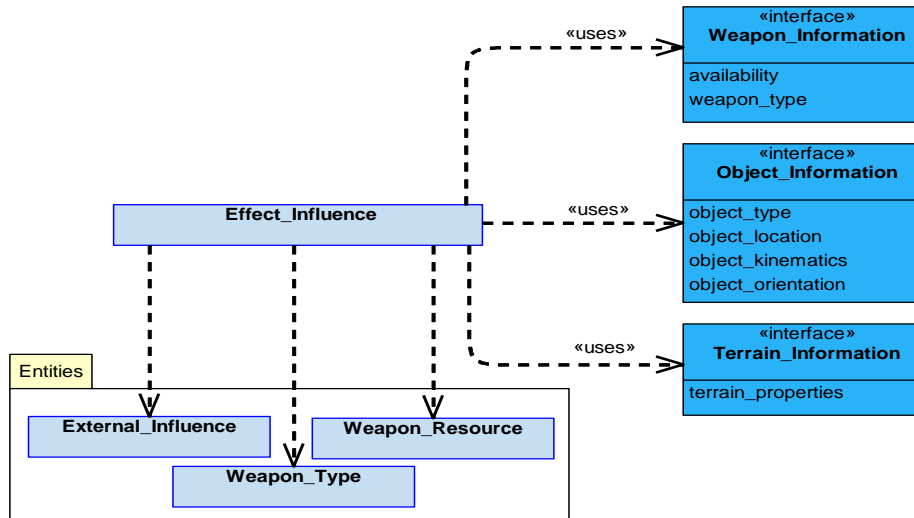 «interface»
Weapon_Information
availability
weapon_type
«uses»
«interface»
Object_Information
object_type
object_location
object_kinematics
object_orientation
«uses»
Effect_Influence
«interface»
Terrain_Information
terrain_properties
«uses»
Entities
External_Influence
Weapon_Resource
Weapon_Type